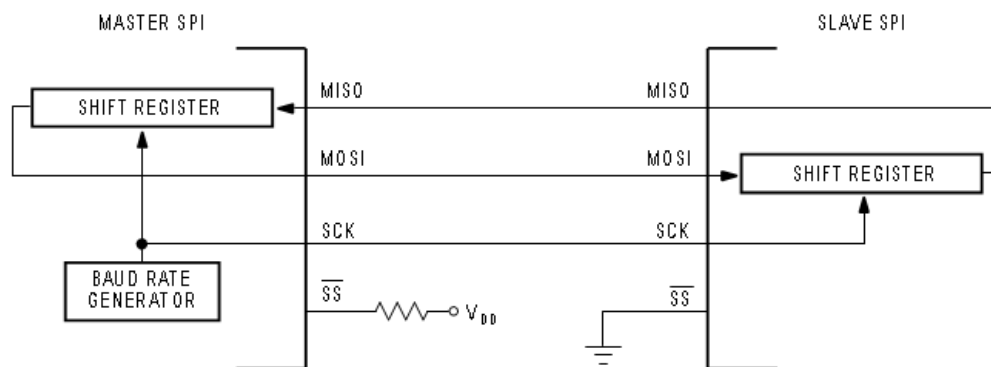 MASTER SPI
SLAVE SPI
SHIFT REGISTER
MISO
MISO
MOSI
MOSI
SHIFT REGISTER
SCK
SCK
BAUD RATE
GENERATOR
SS
V_DD
SS